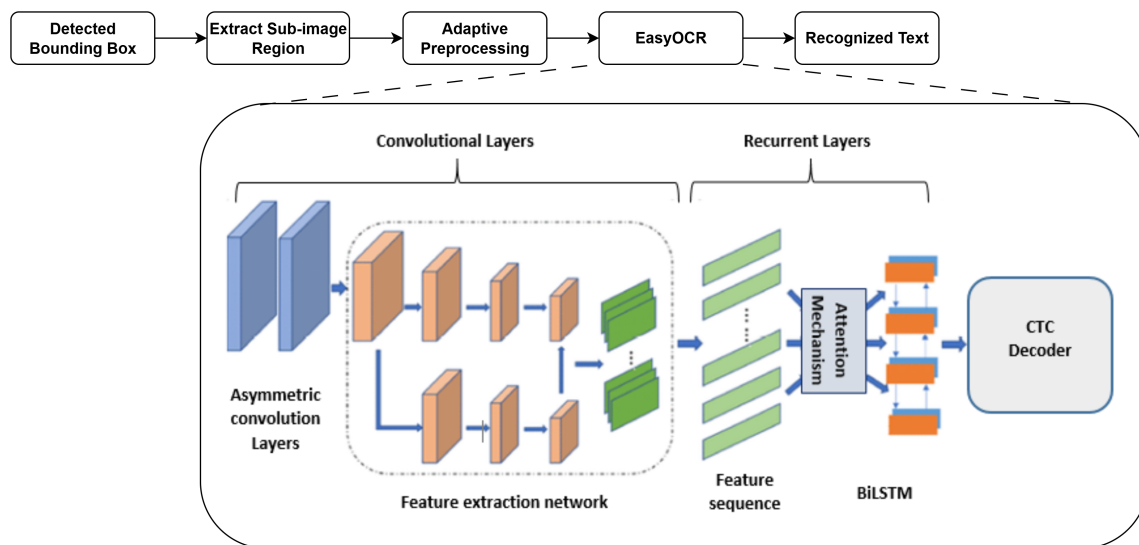 Detected
Bounding Box
Extract Sub-image
Region
Adaptive
Preprocessing
EasyOCR
Recognized Text
Convolutional Layers
Recurrent Layers
Asymmetric
convolution
Layers
Feature extraction network
Feature
sequence
Attention
Mechanism
BiLSTM
CTC
Decoder